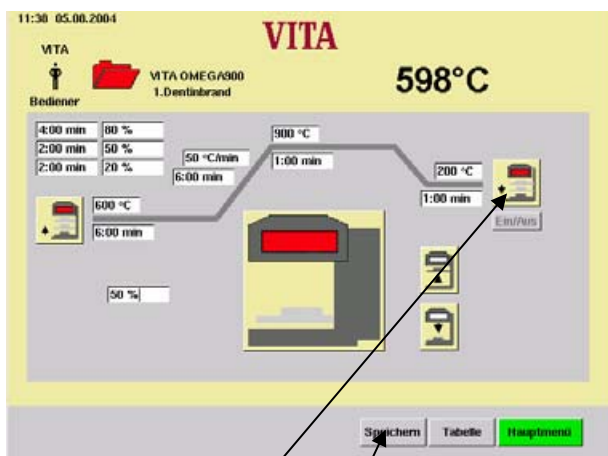 11:30 05.08.2004
VITA
VITA
598°C
Bediener
VITA OMEGA900
1.Dentinbrand
4:00 min 80 %
2:00 min 50 %
2:00 min 20 %
50 °C/min
6:00 min
900 °C
1:00 min
200 °C
1:00 min
Ein/Aus
600 °C
6:00 min
50 %
Speichern Tabelle Hauptmenü